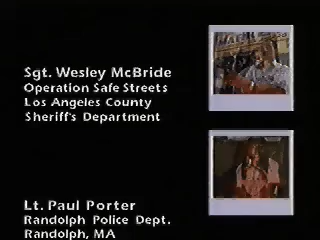 Sgt. Wesley McBride
Operation Safe Streets
Los Angeles County
Sheriff's Department
Lt. Paul Porter
Randolph Police Dept.
Randolph, MA